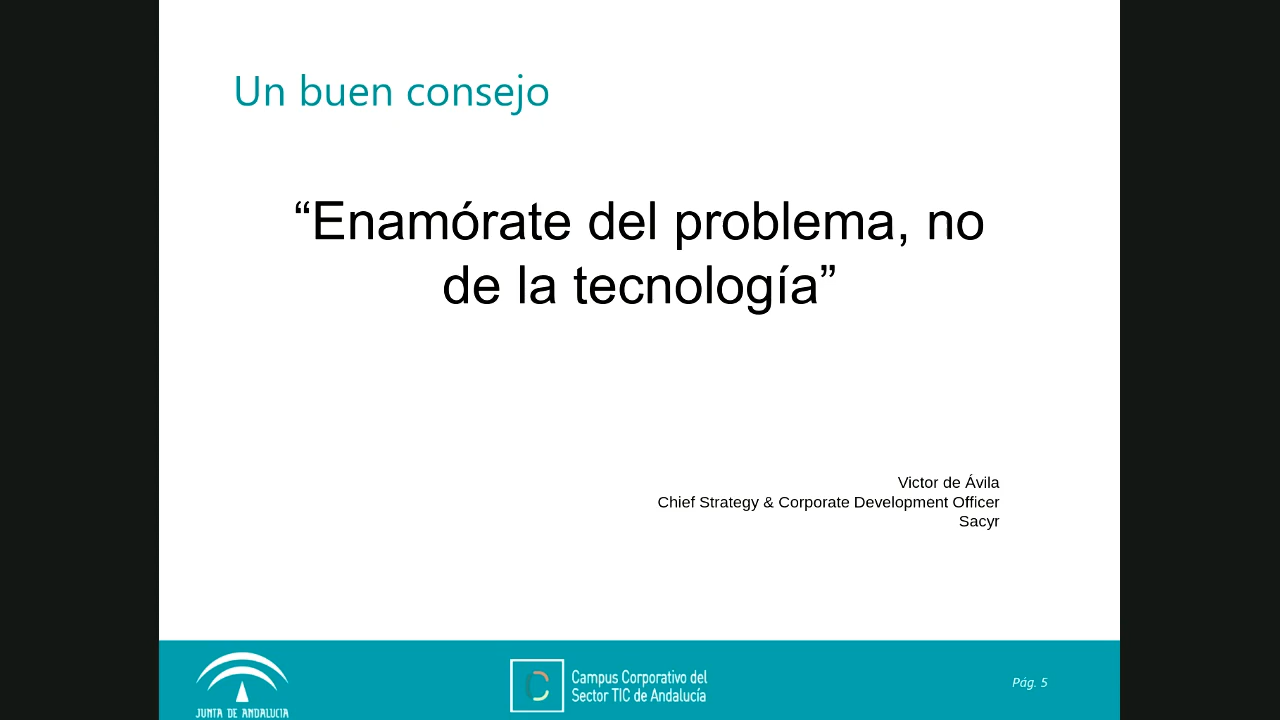 Un buen consejo
“Enamórate del problema, no
de la tecnología”
Victor de Ávila
Chief Strategy & Corporate Development Officer
Sacyr
JUNTA DE ANDALUCIA
Campus Corporativo del
Sector TIC de Andalucía
Pág. 5